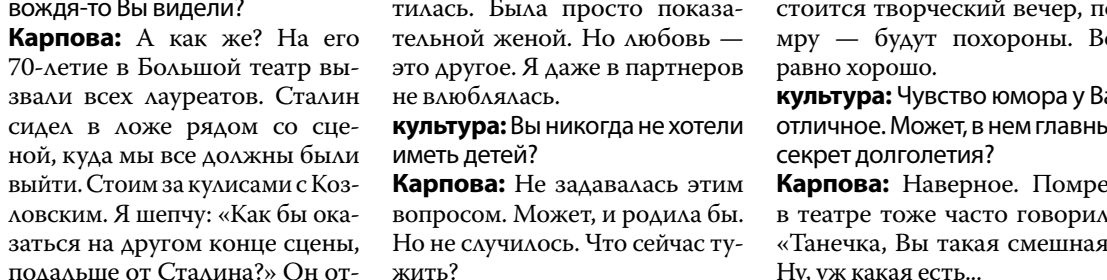 вождя-то Вы видели?
Карпова: А как же? На его
70-летие в Большой театр вы-
звали всех лауреатов. Сталин
сидел в ложе рядом со сце-
ной, куда мы все должны были
выйти. Стоим за кулисами с Коз-
ловским. Я шепчу: «Как бы ока-
заться на другом конце сцены,
подальше от Сталина?» Он от-
тилась. Была просто показа-
тельной женой. Но любовь —
это другое. Я даже в партнеров
не влюблялась.
культура: Вы никогда не хотели
иметь детей?
Карпова: Не задавалась этим
вопросом. Может, и родила бы.
Но не случилось. Что сейчас ту-
жить?
стоится творческий вечер, по
мру — будут похороны. Вс
равно хорошо.
культура: Чувство юмора у Ва
отличное. Может, в нем главны
секрет долголетия?
Карпова: Наверное. Помре
в театре тоже часто говорил
«Танечка, Вы такая смешная
Ну, уж какая есть...